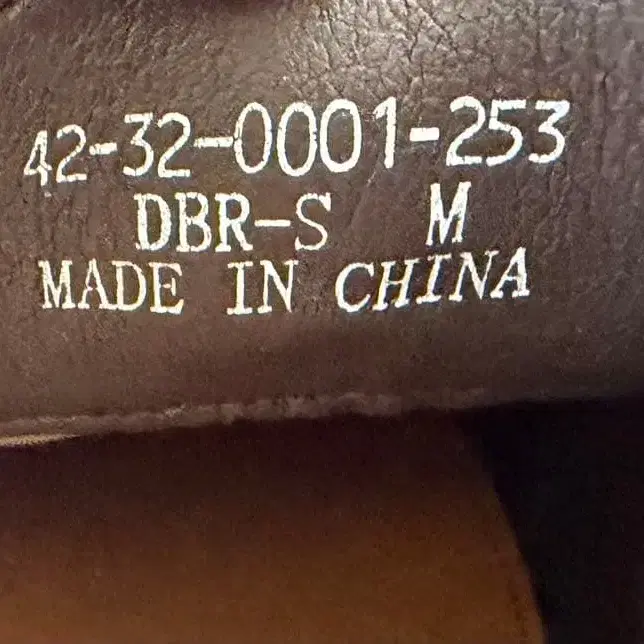 42-32-0001-253
DBR-S M
MADE IN CHINA